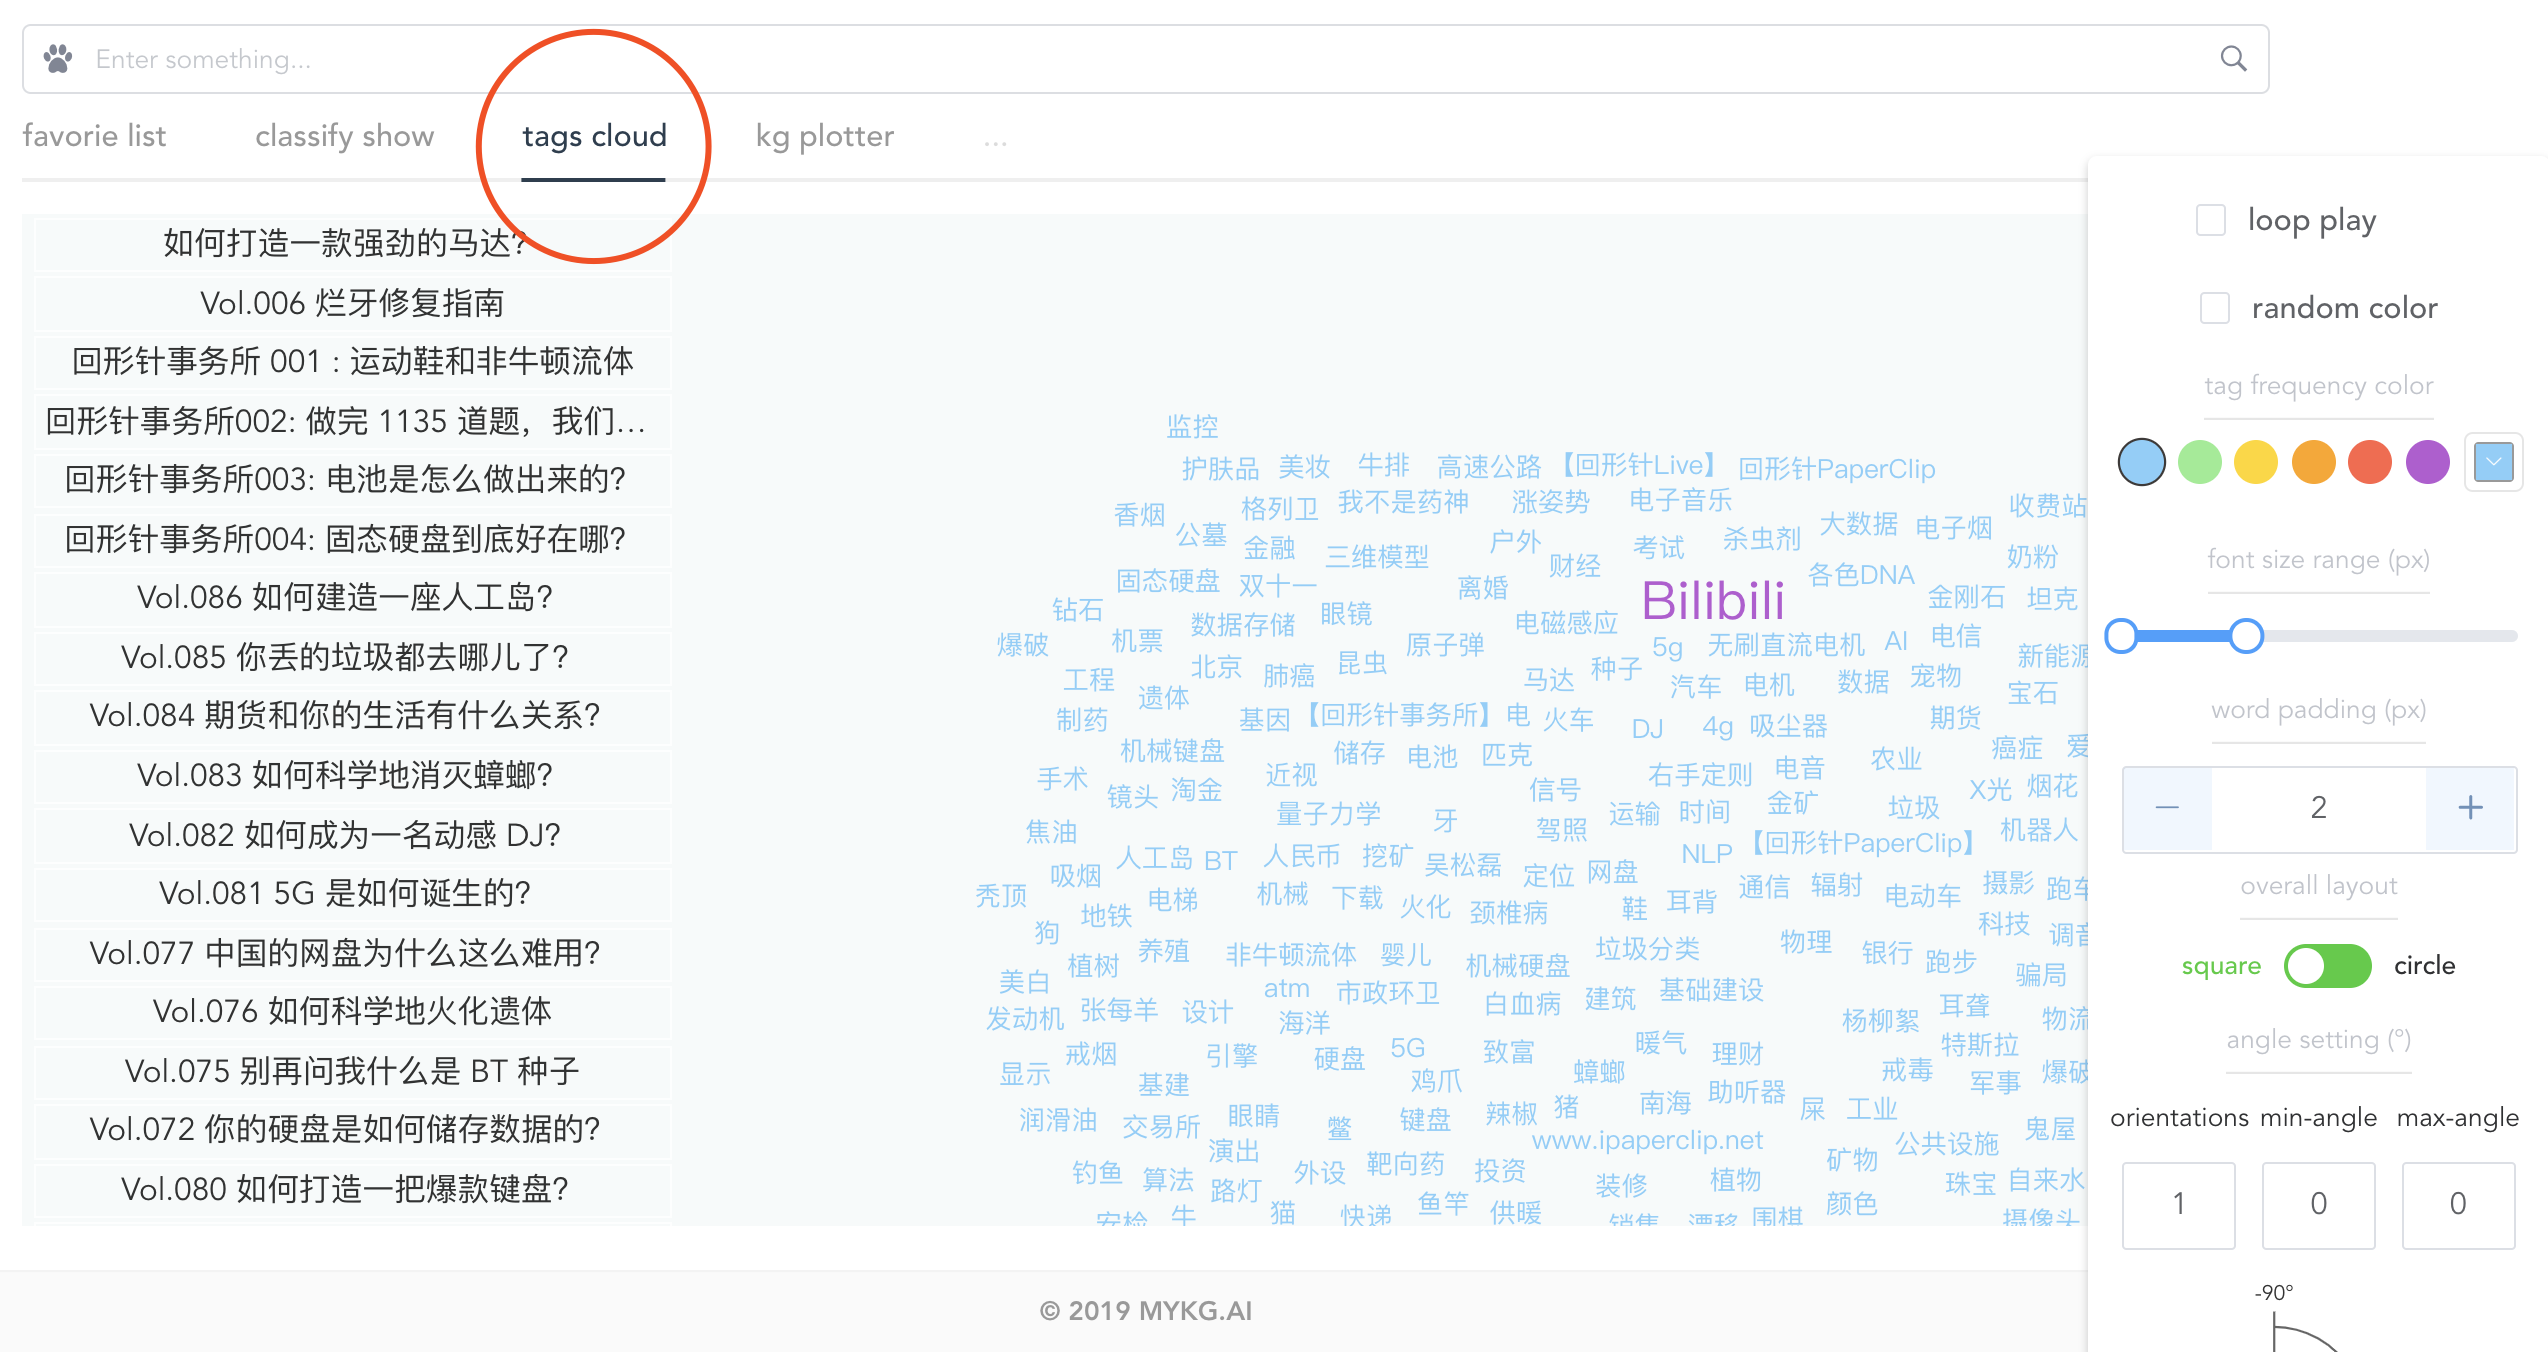 Enter something...
favorie list
classify show
tags cloud
kg plotter
...
如何打造一款强劲的马达？
Vol.006 烂牙修复指南
回形针事务所 001 : 运动鞋和非牛顿流体
回形针事务所002: 做完 1135 道题，我们...
回形针事务所003: 电池是怎么做出来的？
回形针事务所004: 固态硬盘到底好在哪？
Vol.086 如何建造一座人工岛？
Vol.085 你丢的垃圾都去哪儿了？
Vol.084 期货和你的生活有什么关系？
Vol.083 如何科学地消灭蟑螂？
Vol.082 如何成为一名动感 DJ？
Vol.081 5G 是如何诞生的？
Vol.077 中国的网盘为什么这么难用？
Vol.076 如何科学地火化遗体
Vol.075 别再问我什么是 BT 种子
Vol.072 你的硬盘是如何储存数据的？
Vol.080 如何打造一把爆款键盘？
监控
护肤品 美妆 牛排 高速公路 【回形针Live】 回形针PaperClip
香烟 格列卫 我不是药神 涨姿势 电子音乐 收费站
公墓 金融 三维模型 户外 考试 杀虫剂 大数据 电子烟
固态硬盘 双十一 离婚 财经 Bilibili 各色DNA 奶粉
钻石 数据存储 眼镜 电磁感应 金刚石 坦克
爆破 机票 原子弹 5g 无刷直流电机 AI 电信 新能源
工程 北京 肺癌 昆虫 马达 种子 汽车 电机 数据 宠物 宝石
遗体
制药 基因 【回形针事务所】电 火车 DJ 4g 吸尘器 期货
机械键盘 储存 电池 匹克 农业 癌症 爱
手术 近视 右手定则 电音
镜头 淘金 信号 金矿 X光 烟花
焦油 量子力学 牙 驾照 运输 时间 垃圾 机器人
人工岛 BT 人民币 挖矿 吴松磊 NLP 【回形针PaperClip】
秃顶 吸烟 电梯 机械 下载 定位 网盘 通信 辐射 电动车 摄影 跑车
狗 地铁 火化 颈椎病 鞋 耳背 科技 调音
植树 养殖 非牛顿流体 婴儿 机械硬盘 垃圾分类 物理 银行 跑步 骗局
美白 atm 市政环卫 白血病 建筑 基础建设
发动机 张每羊 设计 海洋 杨柳絮 耳聋 物流
显示 戒烟 引擎 硬盘 5G 致富 暖气 理财 特斯拉
基建 鸡爪 蟑螂 助听器 戒毒 军事 爆破
润滑油 交易所 眼睛 鳖 键盘 辣椒 猪 南海 屎 工业 鬼屋
演出 www.ipaperclip.net 公共设施
钓鱼 算法 路灯 外设 靶向药 投资 装修 植物 矿物 珠宝 自来水
安检 牛 猫 快递 鱼竿 供暖 销售 漂移 围棋 颜色 摄像头
loop play
random color
tag frequency color
font size range (px)
word padding (px)
2
overall layout
square circle
angle setting (°)
orientations min-angle max-angle
1 0 0
-90°
© 2019 MYKG.AI